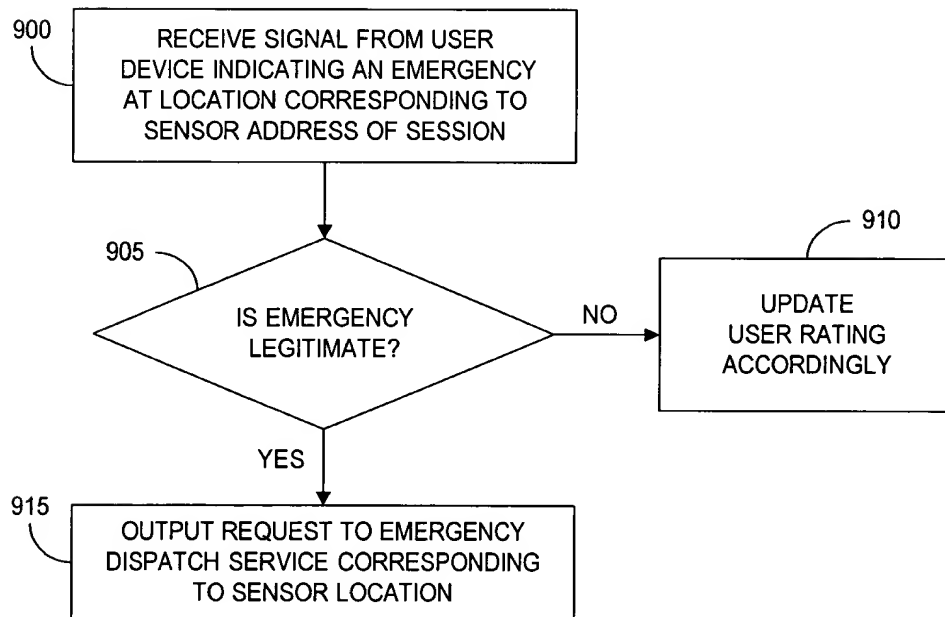 900
RECEIVE SIGNAL FROM USER
DEVICE INDICATING AN EMERGENCY
AT LOCATION CORRESPONDING TO
SENSOR ADDRESS OF SESSION
905
IS EMERGENCY
LEGITIMATE?
NO
910
UPDATE
USER RATING
ACCORDINGLY
YES
915
OUTPUT REQUEST TO EMERGENCY
DISPATCH SERVICE CORRESPONDING
TO SENSOR LOCATION